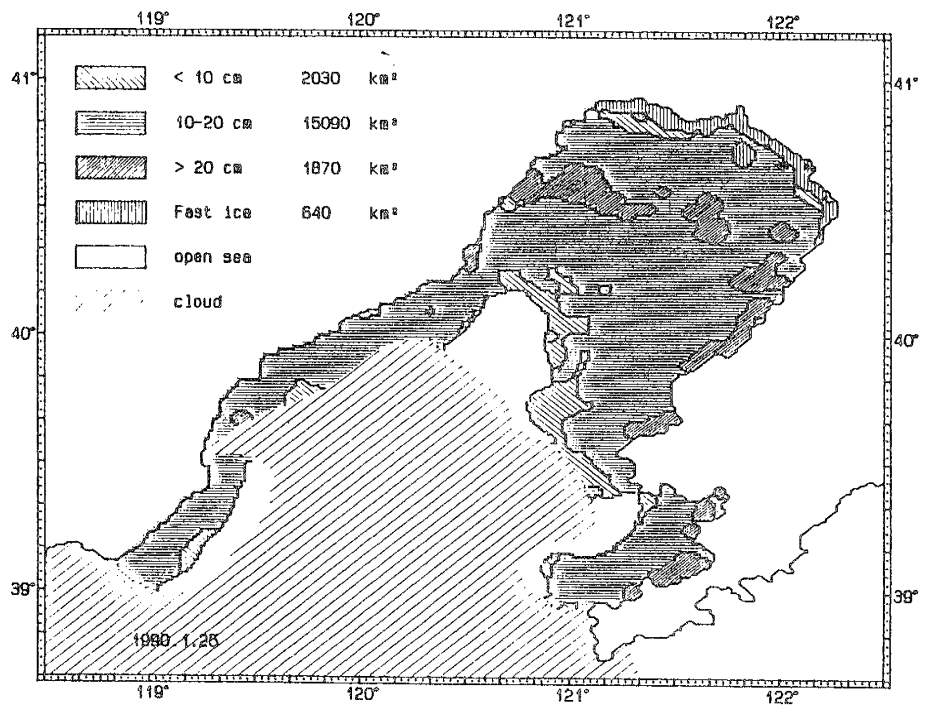 119° 120° 121° 122°
41° 41°
< 10 cm 2030 km²
10-20 cm 15090 km²
> 20 cm 1870 km²
Fast ice 640 km²
open sea
cloud
40° 40°
39° 39°
1990.1.25
119° 120° 121° 122°